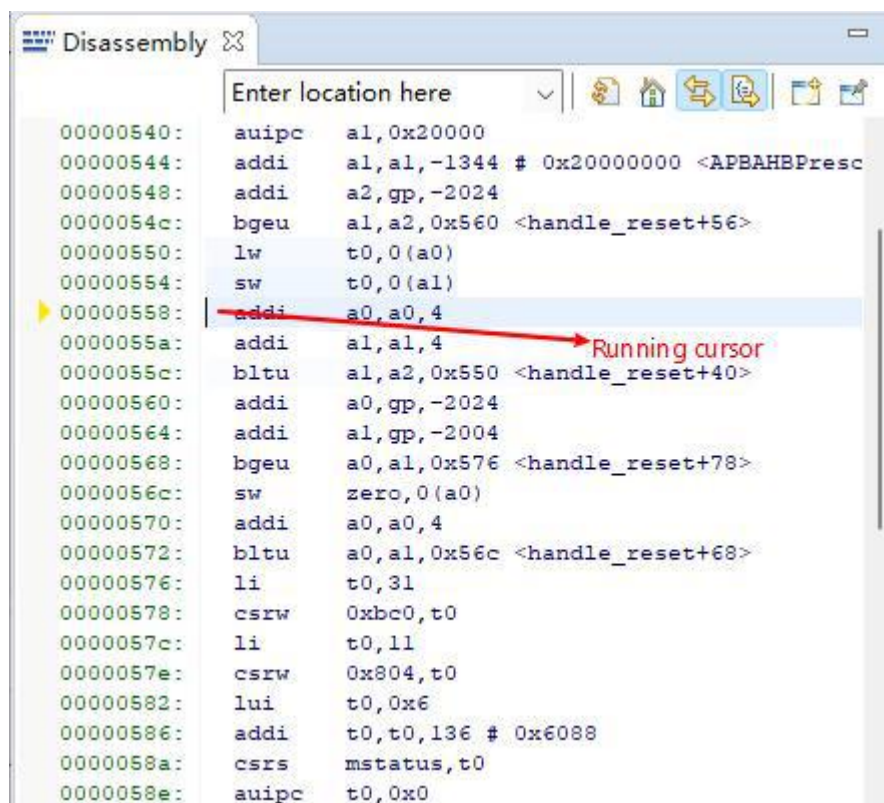 Disassembly
Enter location here
00000540: auipc a1,0x20000
00000544: addi a1,a1,-1344 # 0x20000000 <APBAHBPresc
00000548: addi a2,gp,-2024
0000054c: bgeu a1,a2,0x560 <handle_reset+56>
00000550: lw t0,0(a0)
00000554: sw t0,0(a1)
00000558: addi a0,a0,4
0000055a: addi a1,a1,4
Running cursor
0000055c: bltu a1,a2,0x550 <handle_reset+40>
00000560: addi a0,gp,-2024
00000564: addi a1,gp,-2004
00000568: bgeu a0,a1,0x576 <handle_reset+78>
0000056c: sw zero,0(a0)
00000570: addi a0,a0,4
00000572: bltu a0,a1,0x56c <handle_reset+68>
00000576: li t0,31
00000578: csrw 0xbc0,t0
0000057c: li t0,11
0000057e: csrw 0x804,t0
00000582: lui t0,0x6
00000586: addi t0,t0,136 # 0x6088
0000058a: csrs mstatus,t0
0000058e: auipc t0,0x0